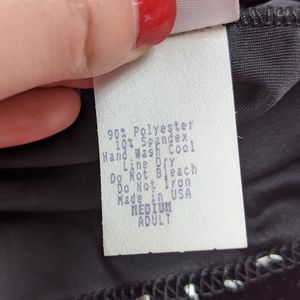 90% Polyester
10% Spandex
Hand Wash Cool
Line Dry
Do Not Bleach
Do Not Iron
Made in USA
MEDIUM
ADULT